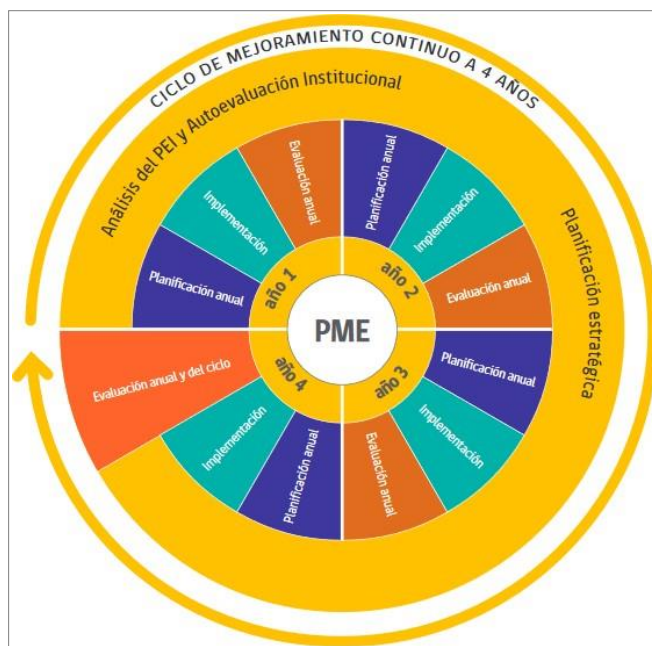 CICLO DE MEJORAMIENTO CONTINUO A 4 AÑOS
Análisis del PEI y Autoevaluación Institucional
Planificación estratégica
PME
año 1
Planificación anual
Implementación
Evaluación anual
año 2
Planificación anual
Implementación
Evaluación anual
año 3
Planificación anual
Implementación
Evaluación anual
año 4
Planificación anual
Implementación
Evaluación anual y del ciclo